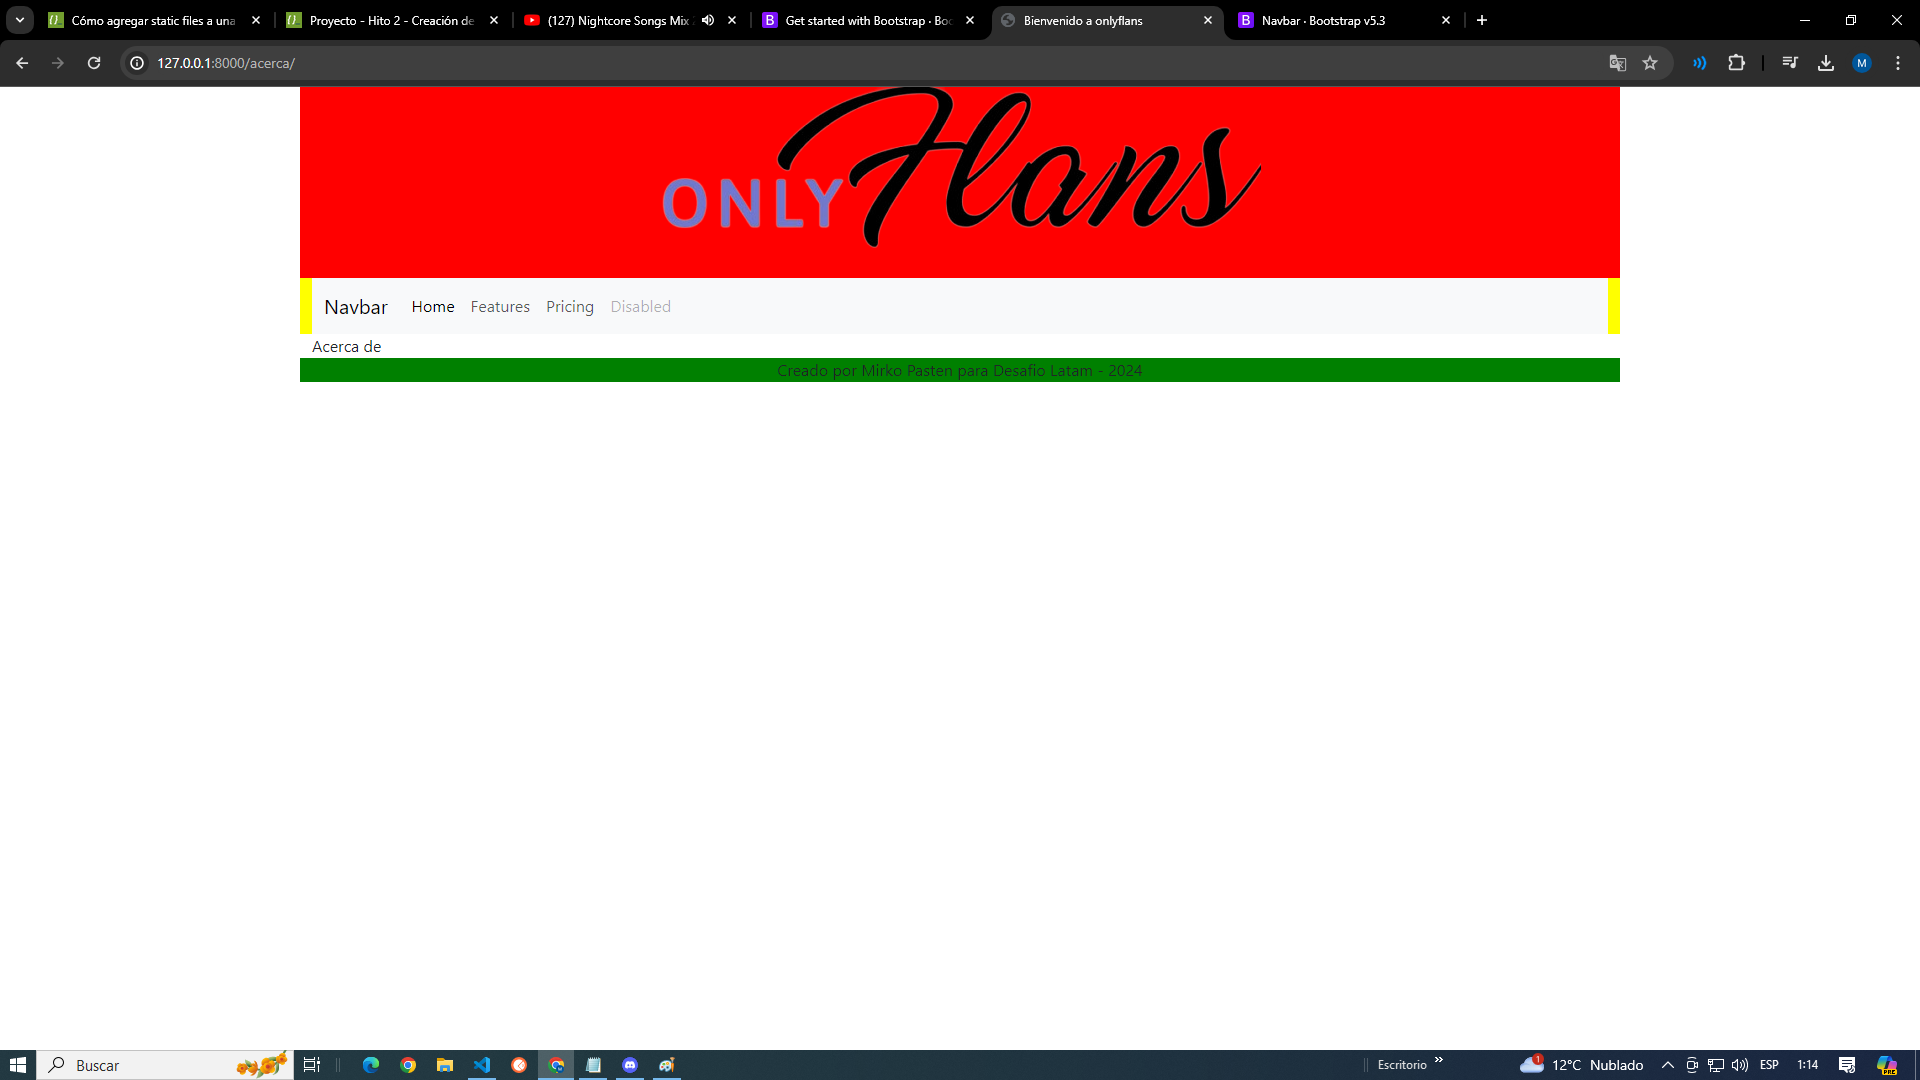 Cómo agregar static files a una
Proyecto - Hito 2 - Creación de
(127) Nightcore Songs Mix
Get started with Bootstrap · Boo
Bienvenido a onlyflans
Navbar · Bootstrap v5.3
127.0.0.1:8000/acerca/
M
ONLY Flans
Navbar Home Features Pricing Disabled
Acerca de
Creado por Mirko Pasten para Desafio Latam - 2024
Buscar
Escritorio
1
12°C Nublado
ESP
1:14
PRE